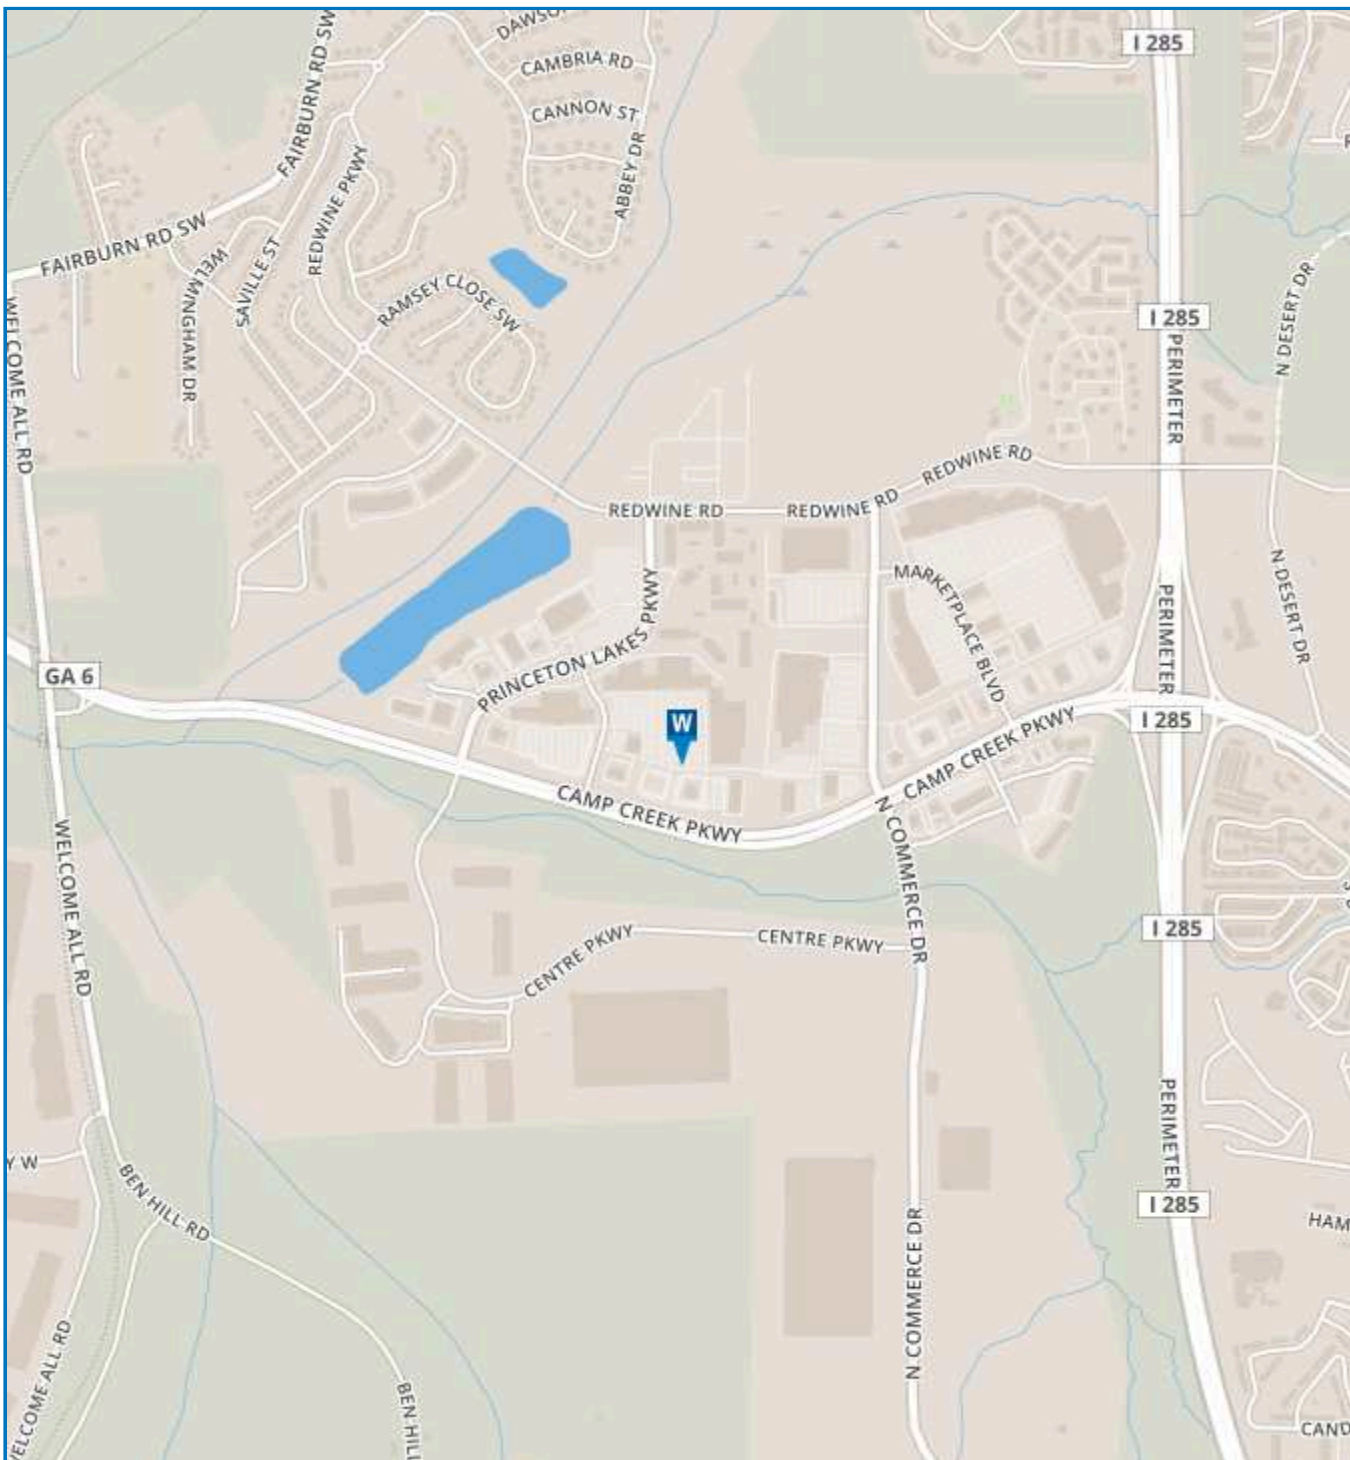 DAWSO
I 285
CAMBRIA RD
CANNON ST
FAIRBURN RD SW
ABBEY DR
REDWINE PKWY
FAIRBURN RD SW
WELMINGHAM DR
SAVILLE ST
RAMSEY CLOSE SW
N DESERT DR
WELCOME ALL RD
I 285
PERIMETER
REDWINE RD
REDWINE RD
REDWINE RD
MARKETPLACE BLVD
N DESERT DR
PRINCETON LAKES PKWY
PERIMETER
GA 6
W
I 285
CAMP CREEK PKWY
CAMP CREEK PKWY
WELCOME ALL RD
N COMMERCE DR
I 285
CENTRE PKWY
CENTRE PKWY
PERIMETER
Y W
BEN HILL RD
I 285
HAM
N COMMERCE DR
WELCOME ALL RD
BEN HILL
CAND